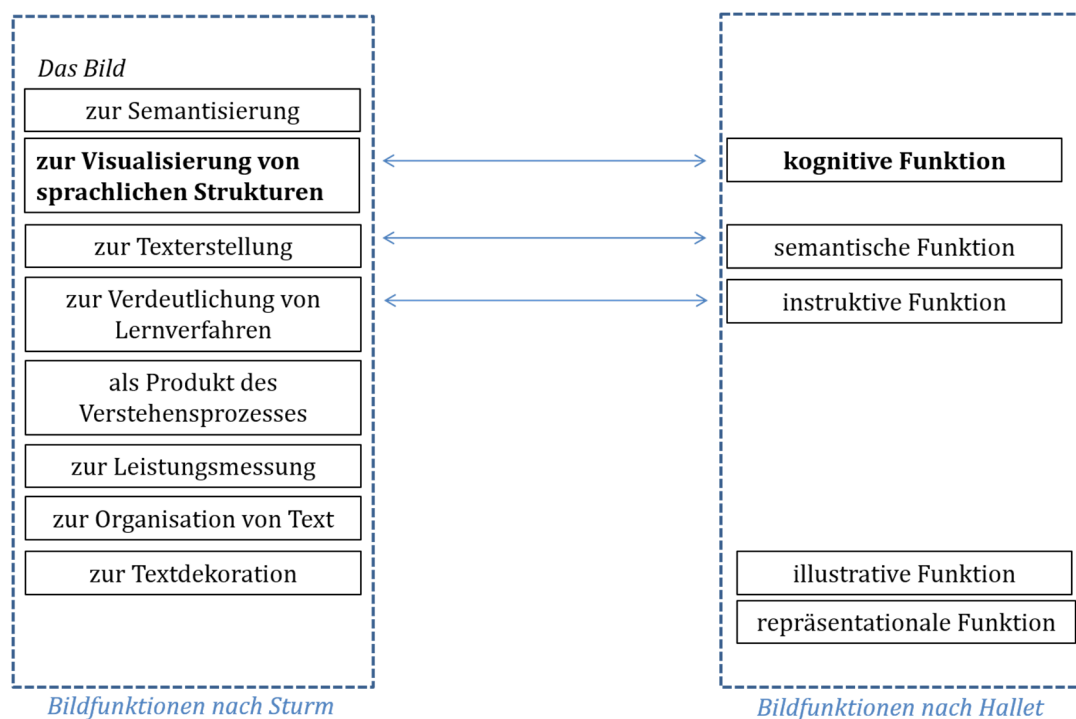 Das Bild
zur Semantisierung
zur Visualisierung von
sprachlichen Strukturen
zur Texterstellung
zur Verdeutlichung von
Lernverfahren
als Produkt des
Verstehensprozesses
zur Leistungsmessung
zur Organisation von Text
zur Textdekoration
Bildfunktionen nach Sturm
kognitive Funktion
semantische Funktion
instruktive Funktion
illustrative Funktion
repräsentationale Funktion
Bildfunktionen nach Hallet